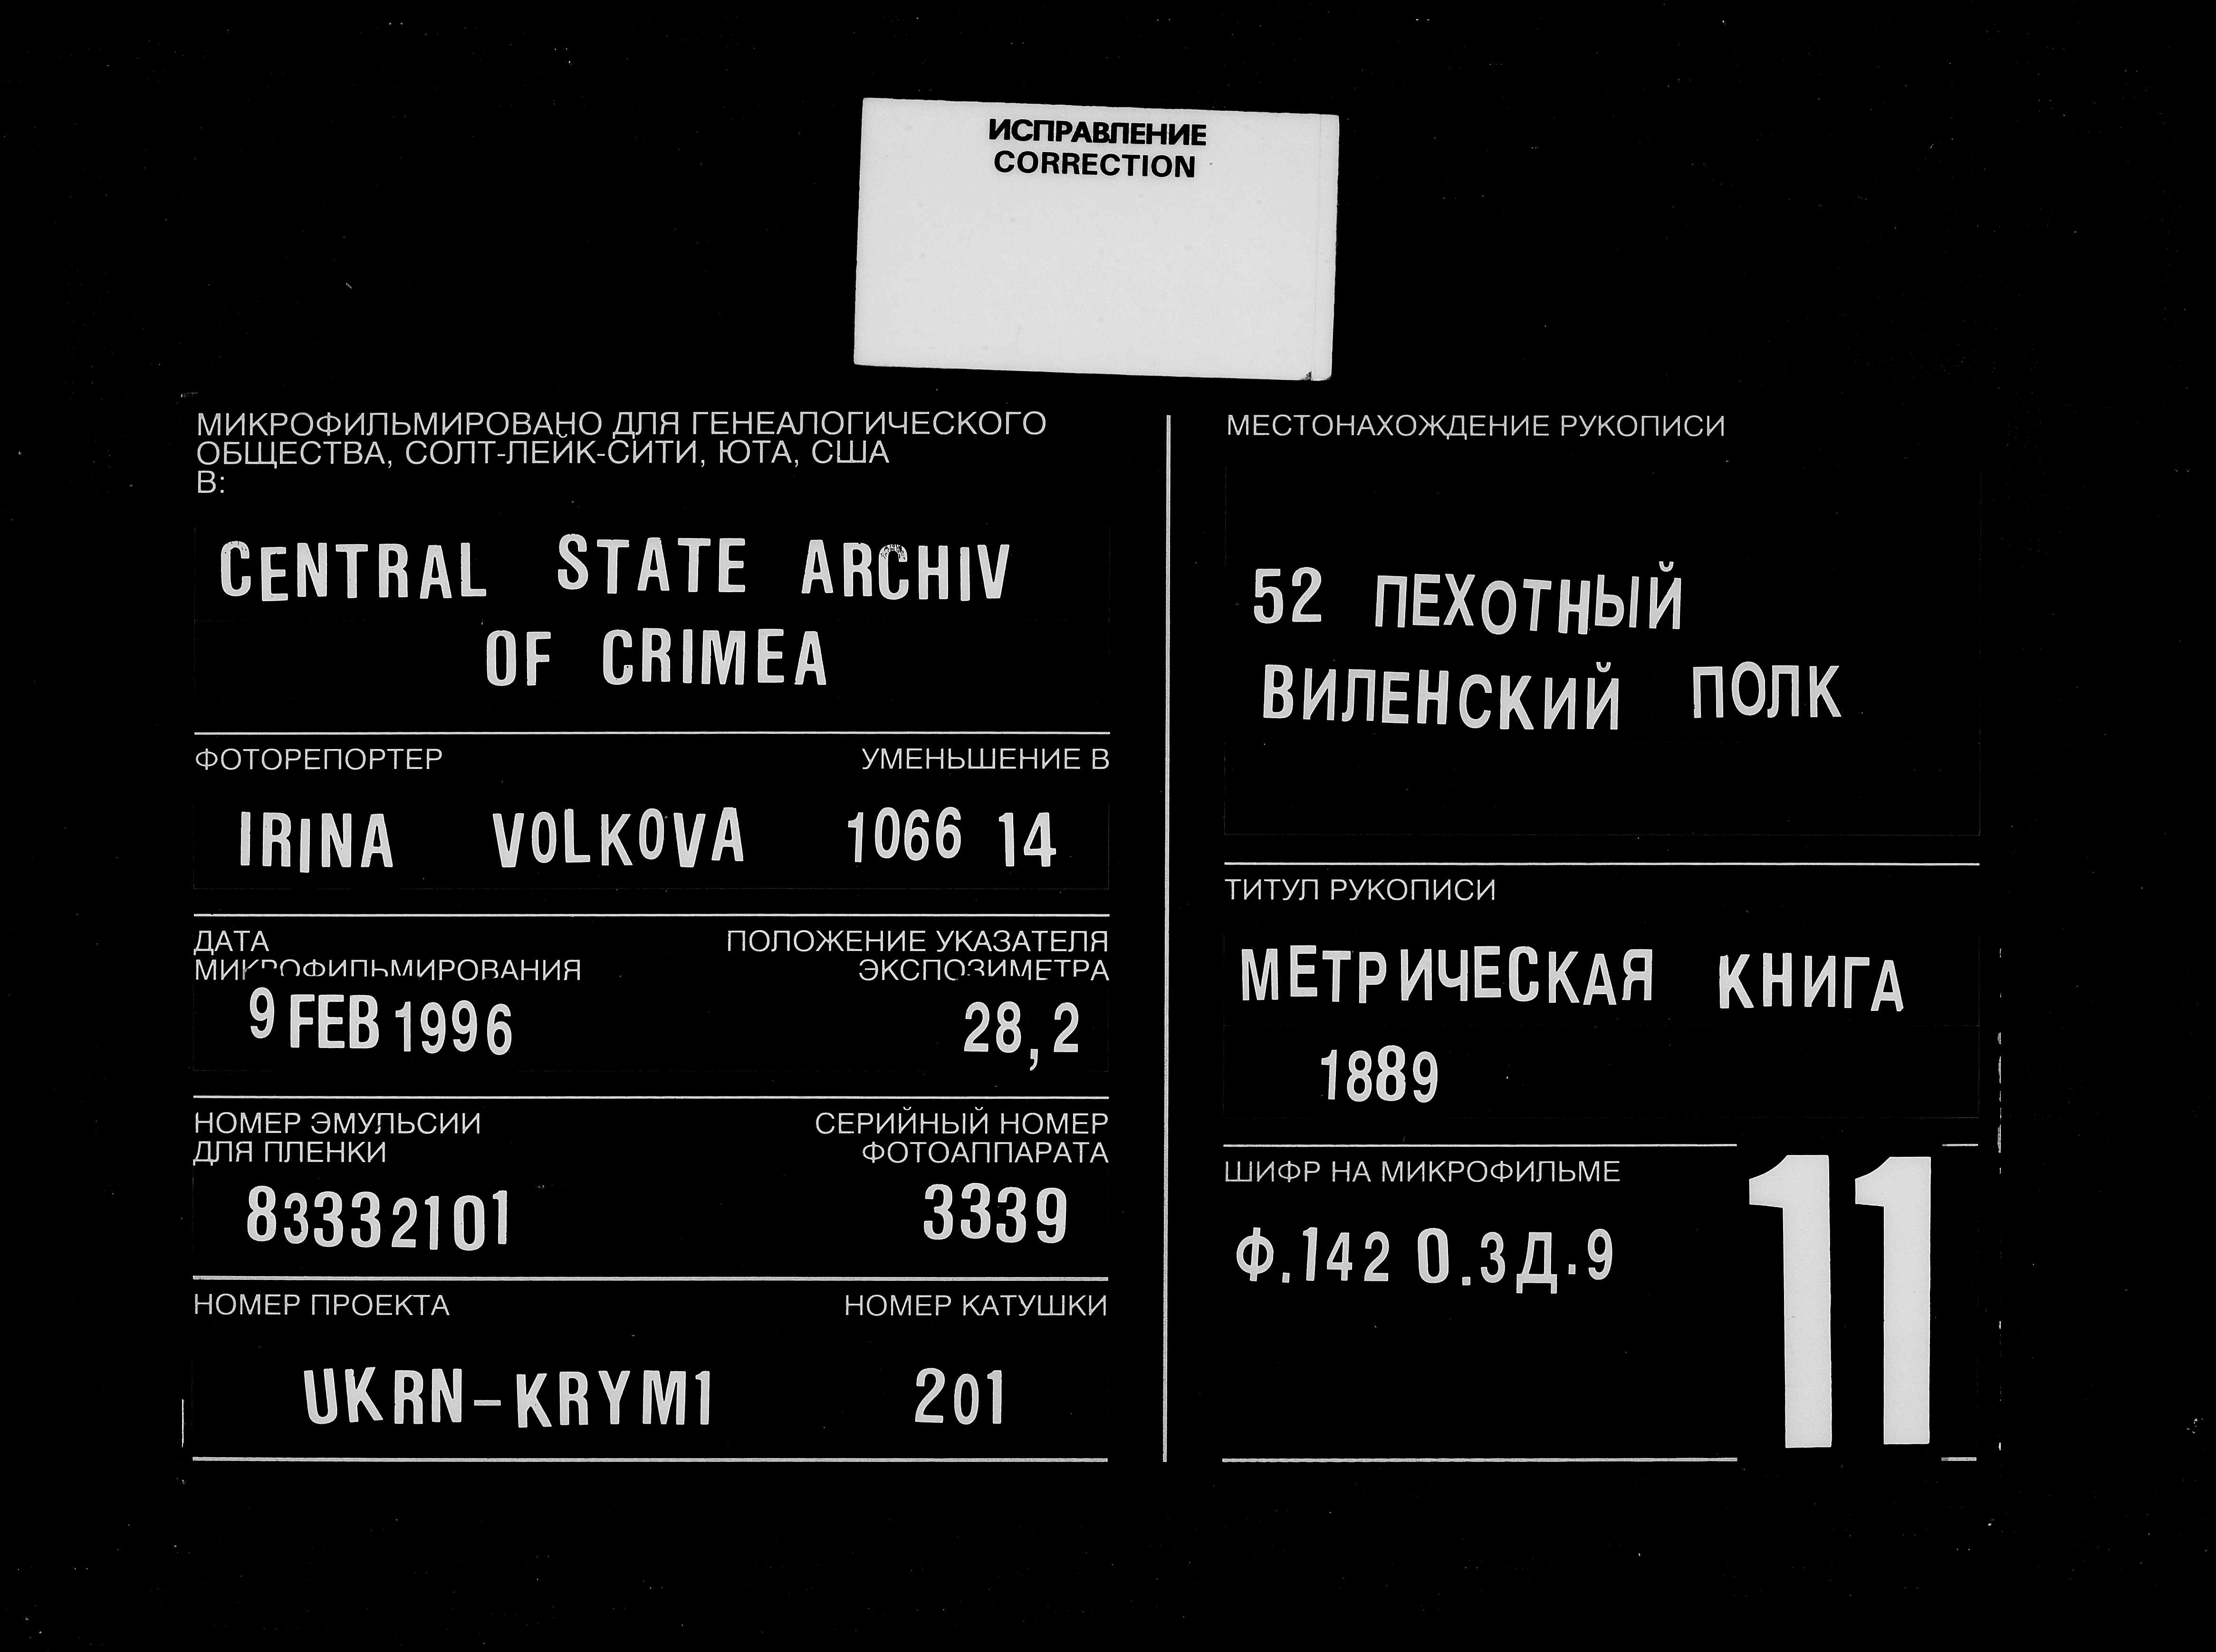 ИСПРАВЛЕНИЕ
CORRECTION
МИКРОФИЛЬМИРОВАНО ДЛЯ ГЕНЕАЛОГИЧЕСКОГО
ОБЩЕСТВА, СОЛТ-ЛЕЙК-СИТИ, ЮТА, США
В:
CENTRAL STATE ARCHIV
OF CRIMEA
ФОТОРЕПОРТЕР УМЕНЬШЕНИЕ В
IRINA VOLKOVA 1066 14
ДАТА ПОЛОЖЕНИЕ УКАЗАТЕЛЯ
МИКРОФИЛЬМИРОВАНИЯ ЭКСПОЗИМЕТРА
9 FEB 1996 28,2
НОМЕР ЭМУЛЬСИИ СЕРИЙНЫЙ НОМЕР
ДЛЯ ПЛЕНКИ ФОТОАППАРАТА
83332101 3339
НОМЕР ПРОЕКТА НОМЕР КАТУШКИ
UKRN-KRYM1 201
МЕСТОНАХОЖДЕНИЕ РУКОПИСИ
52 ПЕХОТНЫЙ
ВИЛЕНСКИЙ ПОЛК
ТИТУЛ РУКОПИСИ
МЕТРИЧЕСКАЯ КНИГА
1889
ШИФР НА МИКРОФИЛЬМЕ
Ф.142 О.3 Д.9
11